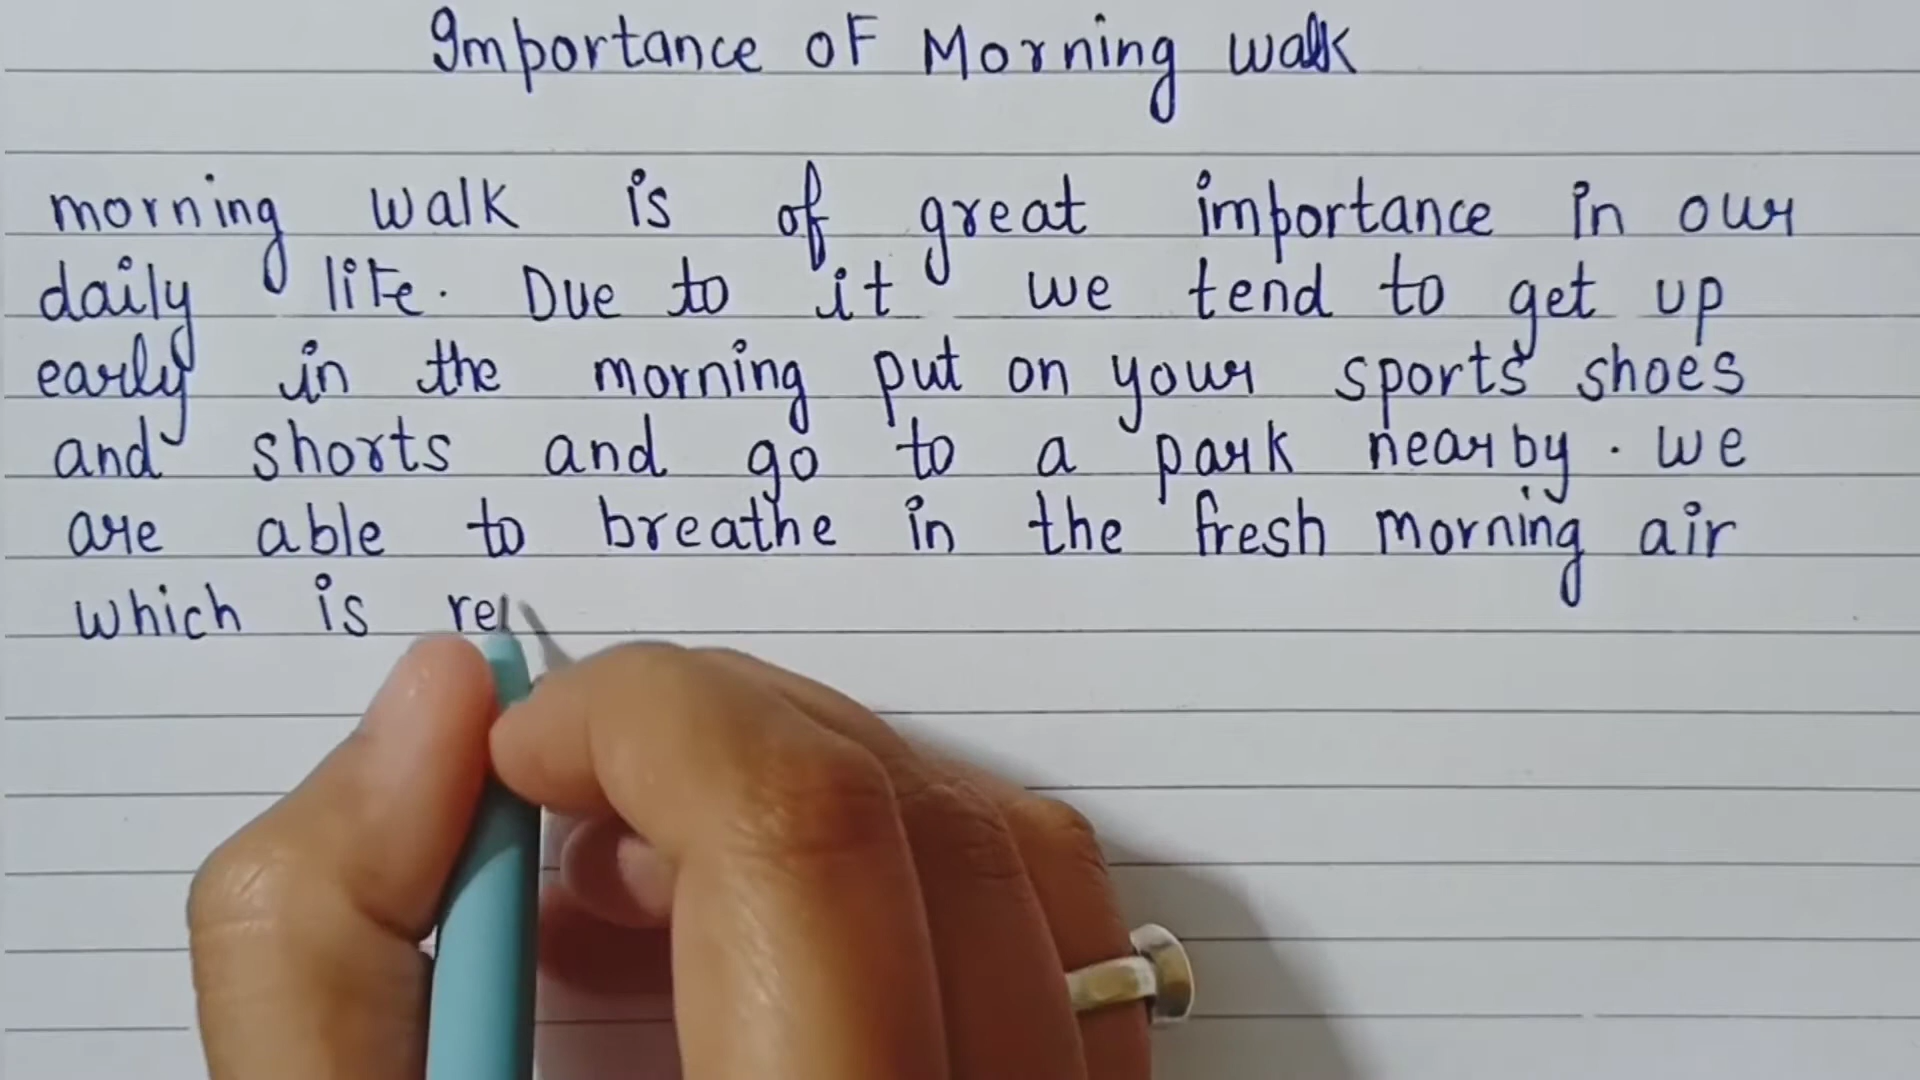 Importance of Morning walk
morning walk is of great importance in our
daily life. Due to it we tend to get up
early in the morning put on your sports shoes
and shorts and go to a park nearby. we
are able to breathe in the fresh morning air
which is